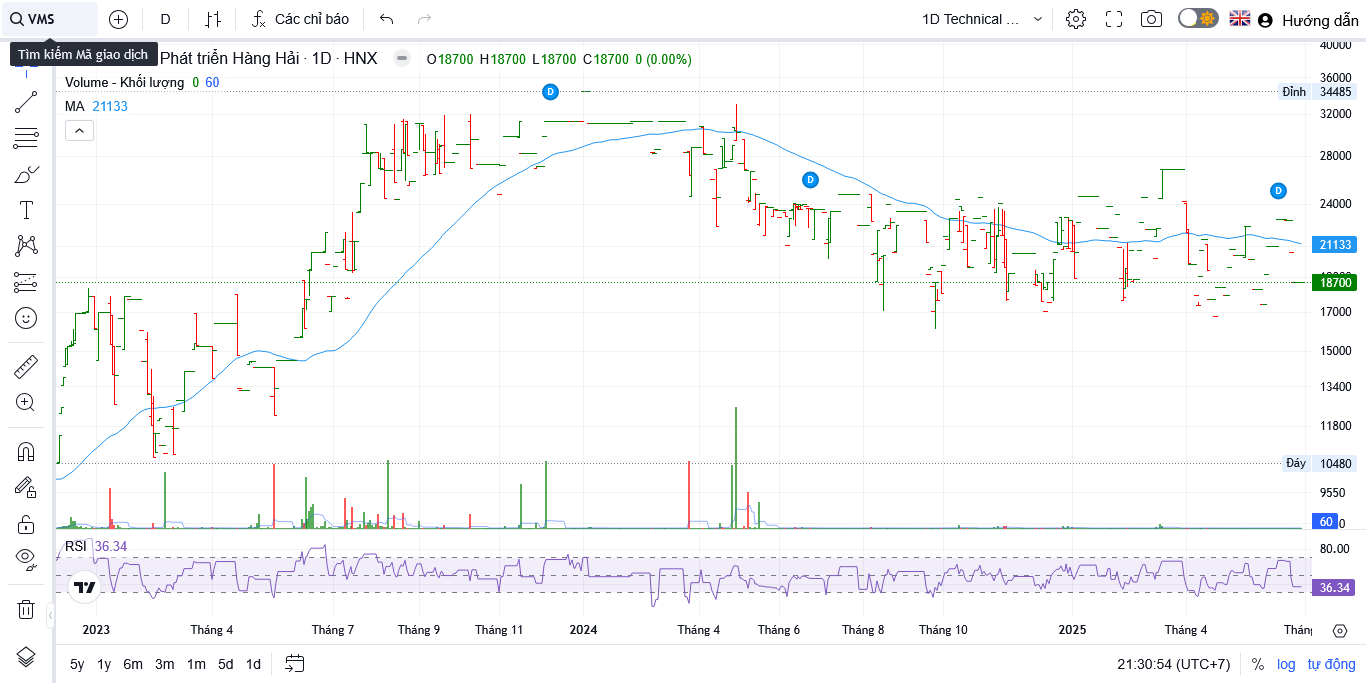 VMS
D
Các chỉ báo
1D Technical ...
Hướng dẫn
Tìm kiếm Mã giao dịch
Phát triển Hàng Hải · 1D · HNX
O18700 H18700 L18700 C18700 0 (0.00%)
Volume - Khối lượng 0 60
MA 21133
40000
36000
Đỉnh 34485
32000
28000
24000
21133
18700
17000
15000
13400
11800
Đáy 10480
9550
60
0
D
D
D
RSI 36.34
80.00
36.34
2023 Tháng 4 Tháng 7 Tháng 9 Tháng 11 2024 Tháng 4 Tháng 6 Tháng 8 Tháng 10 2025 Tháng 4
5y 1y 6m 3m 1m 5d 1d
21:30:54 (UTC+7) % log tự động